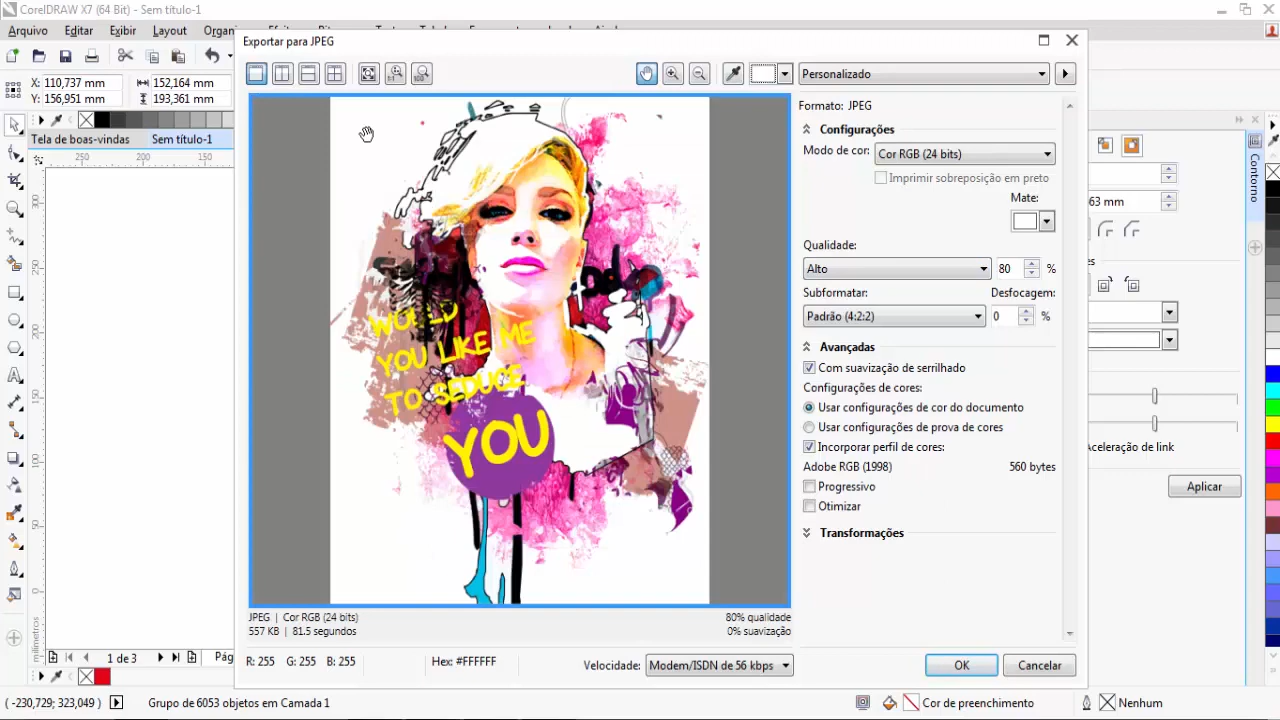 CorelDRAW X7 (64 Bit) - Sem título-1
Arquivo Editar Exibir Layout
Exportar para JPEG
X: 110,737 mm 152,164 mm
Y: 156,951 mm 193,361 mm
Personalizado
Tela de boas-vindas Sem título-1
250 200 150
Formato: JPEG
Configurações
Modo de cor: Cor RGB (24 bits)
Imprimir sobreposição em preto
Mate:
Qualidade:
Alto 80 %
Subformatar: Desfocagem:
Padrão (4:2:2) 0 %
Avançadas
Com suavização de serrilhado
Configurações de cores:
Usar configurações de cor do documento
Usar configurações de prova de cores
Incorporar perfil de cores:
Adobe RGB (1998) 560 bytes
Progressivo
Otimizar
Transformações
WOULD
YOU LIKE ME
TO SEDUCE
YOU
63 mm
Contorno
Aceleração de link
Aplicar
JPEG | Cor RGB (24 bits) 80% qualidade
557 KB | 81.5 segundos 0% suavização
milímetros
1 de 3 Pág
R: 255 G: 255 B: 255 Hex: #FFFFFF Velocidade: Modem/ISDN de 56 kbps OK Cancelar
( -230,729; 323,049 ) Grupo de 6053 objetos em Camada 1 Cor de preenchimento Nenhum